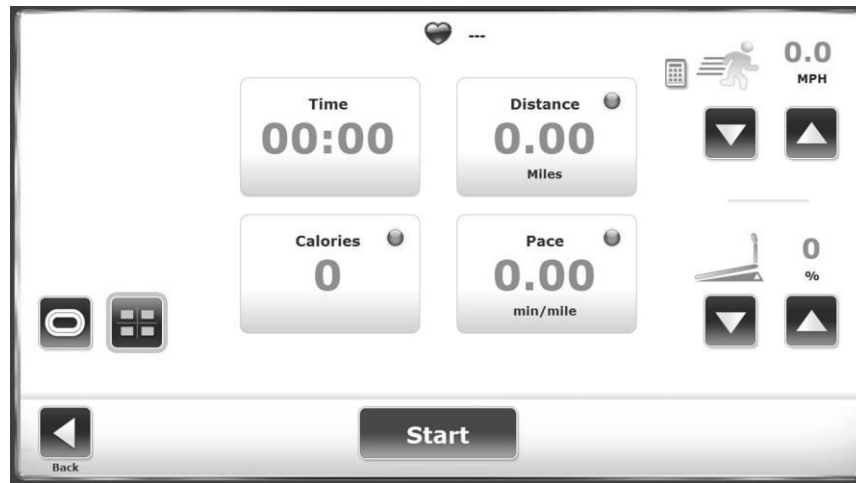 ---
0.0
MPH
Time
00:00
Distance
0.00
Miles
Calories
0
Pace
0.00
min/mile
0
%
Start
Back